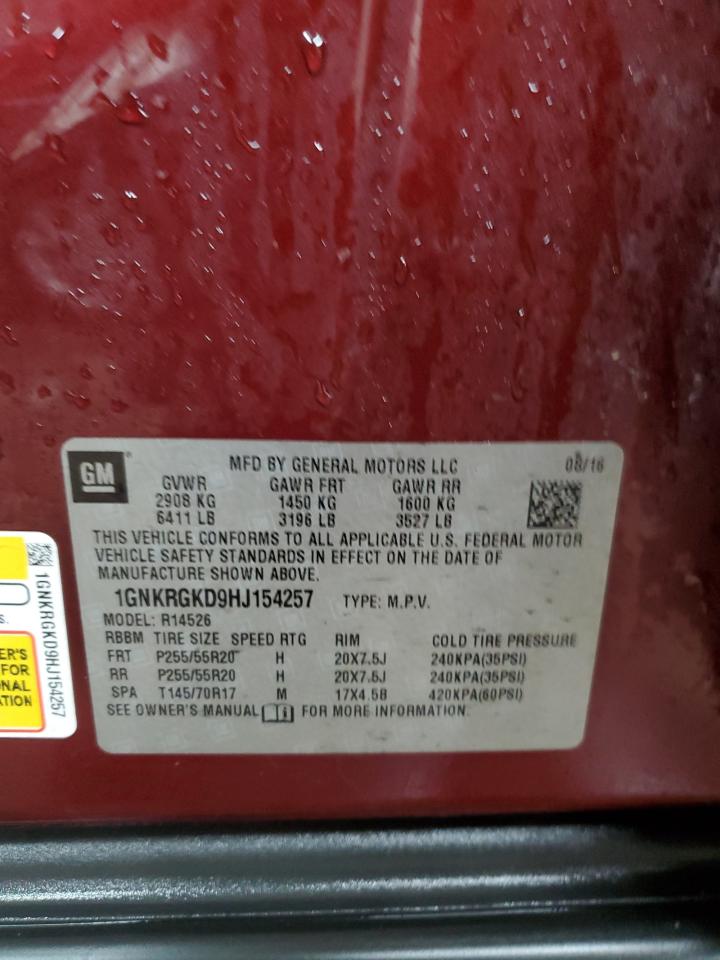 GM
MFD BY GENERAL MOTORS LLC 08/16
GVWR GAWR FRT GAWR RR
2908 KG 1450 KG 1600 KG
6411 LB 3196 LB 3527 LB
THIS VEHICLE CONFORMS TO ALL APPLICABLE U.S. FEDERAL MOTOR
VEHICLE SAFETY STANDARDS IN EFFECT ON THE DATE OF
MANUFACTURE SHOWN ABOVE.
1GNKRGKD9HJ154257 TYPE: M.P.V.
MODEL: R14526
RBBM TIRE SIZE SPEED RTG RIM COLD TIRE PRESSURE
FRT P255/55R20 H 20X7.5J 240KPA(35PSI)
RR P255/55R20 H 20X7.5J 240KPA(35PSI)
SPA T145/70R17 M 17X4.5B 420KPA(60PSI)
SEE OWNER'S MANUAL FOR MORE INFORMATION.
1GNKRGKD9HJ154257
S.
ER'S
FOR
NAL
TION